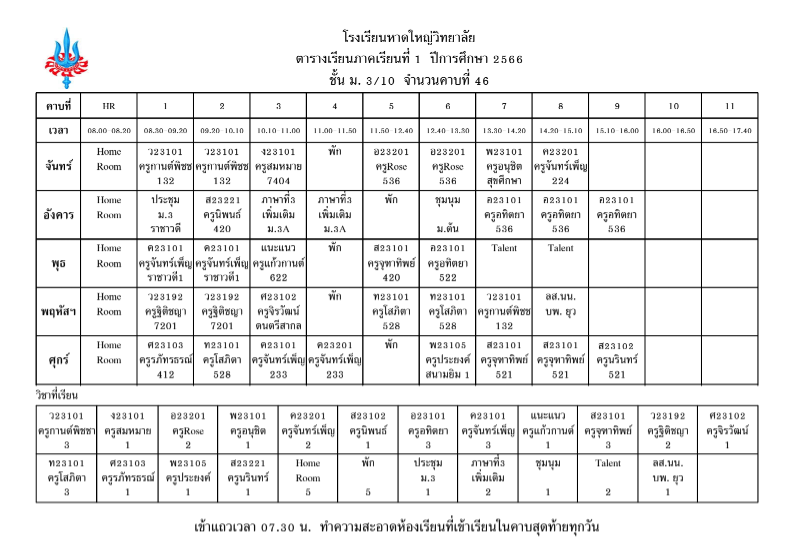 โรงเรียนหาดใหญ่วิทยาลัย
ตารางเรียนภาคเรียนที่ 1 ปีการศึกษา 2566
ชั้น ม. 3/10 จำนวนคาบที่ 46
คาบที่ HR 1 2 3 4 5 6 7 8 9 10 11
เวลา 08.00-08.20 08.30-09.20 09.20-10.10 10.10-11.00 11.00-11.50 11.50-12.40 12.40-13.30 13.30-14.20 14.20-15.10 15.10-16.00 16.00-16.50 16.50-17.40
Home ว23101 ว23101 ง23101 พัก อ23201 อ23201 พ23101 ค23201
จันทร์ Room ครูกานต์พิชช ครูกานต์พิชช ครูสมหมาย ครูRose ครูRose ครูอนุชิต ครูจันทร์เพ็ญ
132 132 7404 536 536 สุขศึกษา 224
Home ประชุม ส23221 ภาษาที่3 ภาษาที่3 พัก ชุมนุม อ23101 อ23101 อ23101
อังคาร Room ม.3 ครูนิพนธ์ เพิ่มเติม เพิ่มเติม ครูอทิตยา ครูอทิตยา ครูอทิตยา
ราชาวดี 420 ม.3A ม.3A ม.ต้น 536 536 536
Home ค23101 ค23101 แนะแนว พัก ส23101 อ23101 Talent Talent
พุธ Room ครูจันทร์เพ็ญ ครูจันทร์เพ็ญ ครูแก้วกานต์ ครูจุฑาทิพย์ ครูอทิตยา
ราชาวดี1 ราชาวดี1 622 420 522
Home ว23192 ว23192 ศ23102 พัก ท23101 ท23101 ว23101 ลส.นน.
พฤหัสฯ Room ครูฐิติชญา ครูฐิติชญา ครูจิรวัฒน์ ครูโสภิตา ครูโสภิตา ครูกานต์พิชช บพ. ยุว
7201 7201 ดนตรีสากล 528 528 132
Home ศ23103 ท23101 ค23101 ค23201 พัก พ23105 ส23101 ส23101 ส23102
ศุกร์ Room ครูรภัทรธรณ์ ครูโสภิตา ครูจันทร์เพ็ญ ครูจันทร์เพ็ญ ครูประยงค์ ครูจุฑาทิพย์ ครูจุฑาทิพย์ ครูนรินทร์
412 528 233 233 สนามยิม 1 521 521 521
วิชาที่เรียน
ว23101 ง23101 อ23201 พ23101 ค23201 ส23102 อ23101 ค23101 แนะแนว ส23101 ว23192 ศ23102
ครูกานต์พิชชา ครูสมหมาย ครูRose ครูอนุชิต ครูจันทร์เพ็ญ ครูนิพนธ์ ครูอทิตยา ครูจันทร์เพ็ญ ครูแก้วกานต์ ครูจุฑาทิพย์ ครูฐิติชญา ครูจิรวัฒน์
3 1 2 1 2 1 3 3 1 3 2 1
ท23101 ศ23103 พ23105 ส23221 Home พัก ประชุม ภาษาที่3 ชุมนุม Talent ลส.นน.
ครูโสภิตา ครูรภัทรธรณ์ ครูประยงค์ ครูนรินทร์ Room ม.3 เพิ่มเติม บพ. ยุว
3 1 1 1 5 5 1 2 1 2 1
เข้าแถวเวลา 07.30 น. ทำความสะอาดห้องเรียนที่เข้าเรียนในคาบสุดท้ายทุกวัน